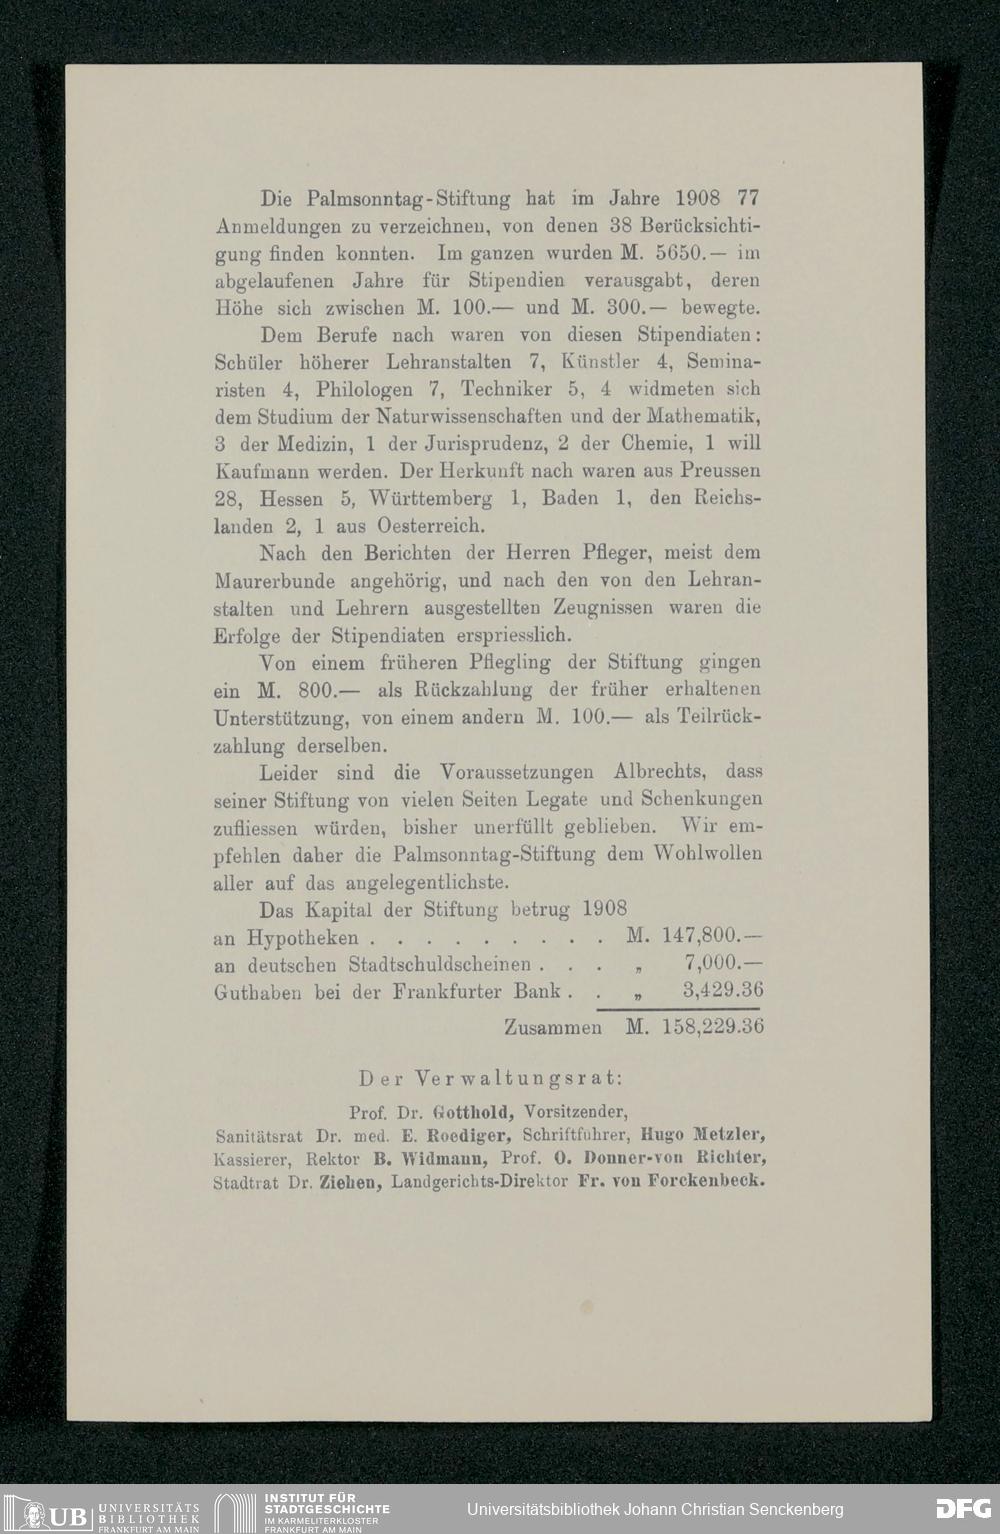 Die Palmsonntag-Stiftung hat im Jahre 1908 77
Anmeldungen zu verzeichnen, von denen 38 Berücksichti-
gung finden konnten. Im ganzen wurden M. 5650.— im
abgelaufenen Jahre für Stipendien verausgabt, deren
Höhe sich zwischen M. 100.— und M. 300.— bewegte.
Dem Berufe nach waren von diesen Stipendiaten:
Schüler höherer Lehranstalten 7, Künstler 4, Semina-
risten 4, Philologen 7, Techniker 5, 4 widmeten sich
dem Studium der Naturwissenschaften und der Mathematik,
3 der Medizin, 1 der Jurisprudenz, 2 der Chemie, 1 will
Kaufmann werden. Der Herkunft nach waren aus Preussen
28, Hessen 5, Württemberg 1, Baden 1, den Reichs-
landen 2, 1 aus Oesterreich.
Nach den Berichten der Herren Pfleger, meist dem
Maurerbunde angehörig, und nach den von den Lehran-
stalten und Lehrern ausgestellten Zeugnissen waren die
Erfolge der Stipendiaten erspriesslich.
Von einem früheren Pflegling der Stiftung gingen
ein M. 800.— als Rückzahlung der früher erhaltenen
Unterstützung, von einem andern M. 100.— als Teilrück-
zahlung derselben.
Leider sind die Voraussetzungen Albrechts, dass
seiner Stiftung von vielen Seiten Legate und Schenkungen
zufliessen würden, bisher unerfüllt geblieben. Wir em-
pfehlen daher die Palmsonntag-Stiftung dem Wohlwollen
aller auf das angelegentlichste.
Das Kapital der Stiftung betrug 1908
an Hypotheken . . . . . . . . . M. 147,800.—
an deutschen Stadtschuldscheinen . . . „ 7,000.—
Guthaben bei der Frankfurter Bank . . „ 3,429.36
Zusammen M. 158,229.36
Der Verwaltungsrat:
Prof. Dr. Gotthold, Vorsitzender,
Sanitätsrat Dr. med. E. Roediger, Schriftführer, Hugo Metzler,
Kassierer, Rektor B. Widmann, Prof. O. Donner-von Richter,
Stadtrat Dr. Ziehen, Landgerichts-Direktor Fr. von Forckenbeck.
UB UNIVERSITÄTS
BIBLIOTHEK
FRANKFURT AM MAIN
INSTITUT FÜR
STADTGESCHICHTE
IM KARMELITERKLOSTER
FRANKFURT AM MAIN
Universitätsbibliothek Johann Christian Senckenberg
DFG